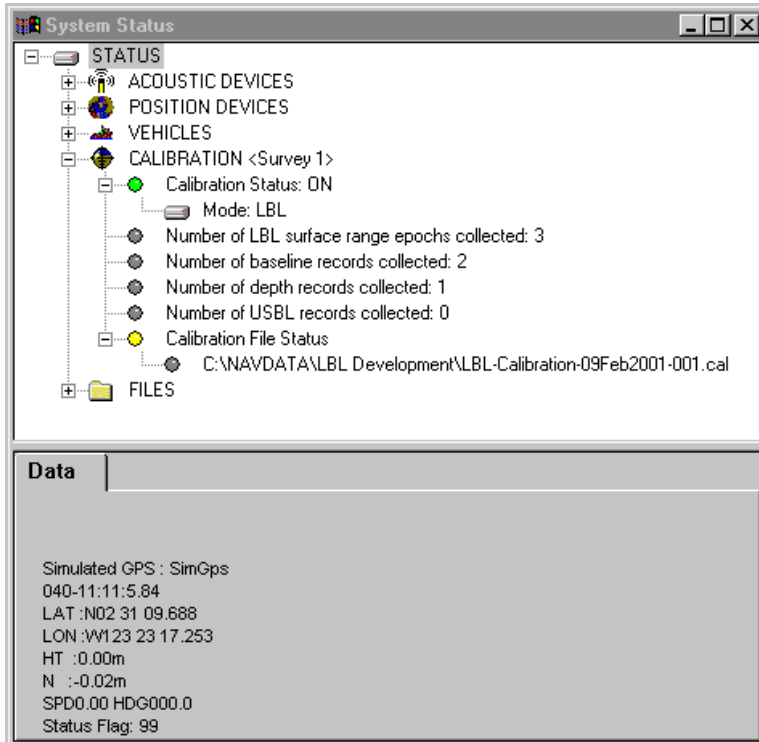 System Status
STATUS
ACOUSTIC DEVICES
POSITION DEVICES
VEHICLES
CALIBRATION <Survey 1>
Calibration Status: ON
Mode: LBL
Number of LBL surface range epochs collected: 3
Number of baseline records collected: 2
Number of depth records collected: 1
Number of USBL records collected: 0
Calibration File Status
C:\NAVDATA\LBL Development\LBL-Calibration-09Feb2001-001.cal
FILES
Data
Simulated GPS : SimGps
040-11:11:5.84
LAT :N02 31 09.688
LON :W123 23 17.253
HT :0.00m
N :-0.02m
SPD0.00 HDG000.0
Status Flag: 99